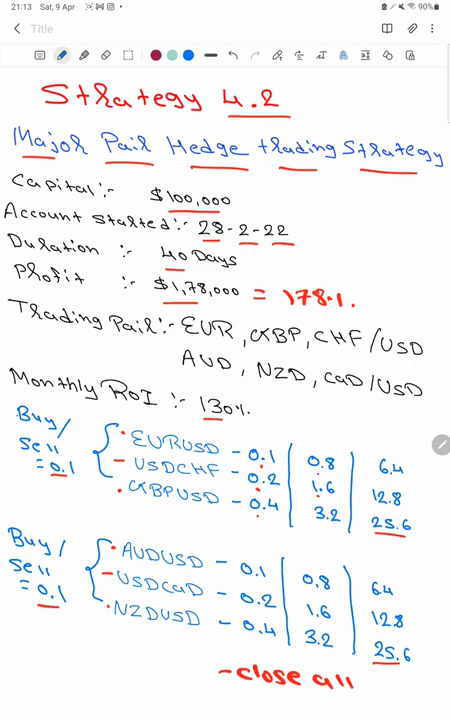 21:13 Sat, 9 Apr 90%
Title
Strategy 4.2
Major Pair Hedge trading Strategy
Capital:- $100,000
Account Started:- 28-2-22
Duration :- 40 Days
Profit :- $1,78,000 = 178%
Trading Pair:- EUR, GBP, CHF/USD
AUD, NZD, CAD/USD
Monthly RoI :- 130%
Buy/
Sell
= 0.1
EURUSD - 0.1 | 0.8 | 6.4
- USDCHF - 0.2 | 1.6 | 12.8
GBPUSD - 0.4 | 3.2 | 25.6
Buy/
Sell
= 0.1
AUDUSD - 0.1 | 0.8 | 6.4
- USDCAD - 0.2 | 1.6 | 12.8
NZDUSD - 0.4 | 3.2 | 25.6
- close all